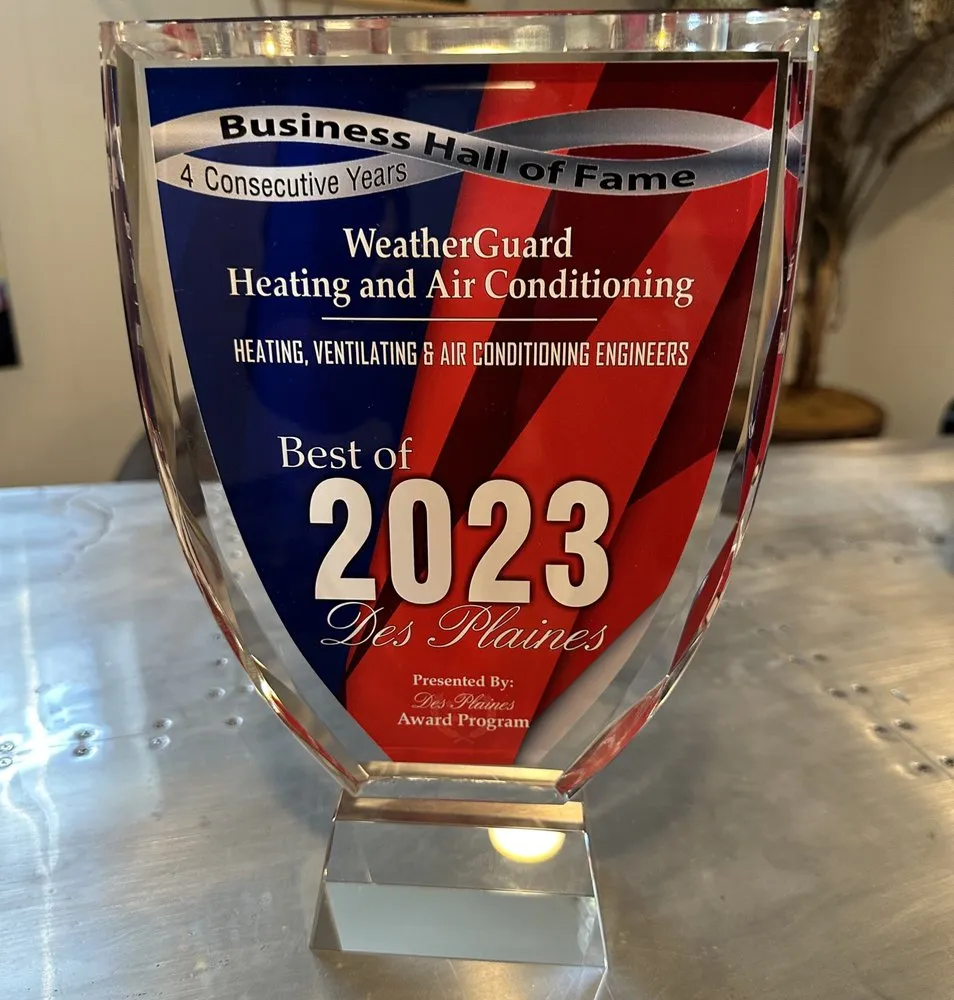 Business Hall of Fame
4 Consecutive Years
WeatherGuard
Heating and Air Conditioning
HEATING, VENTILATING & AIR CONDITIONING ENGINEERS
Best of
2023
Des Plaines
Presented By:
Des Plaines
Award Program